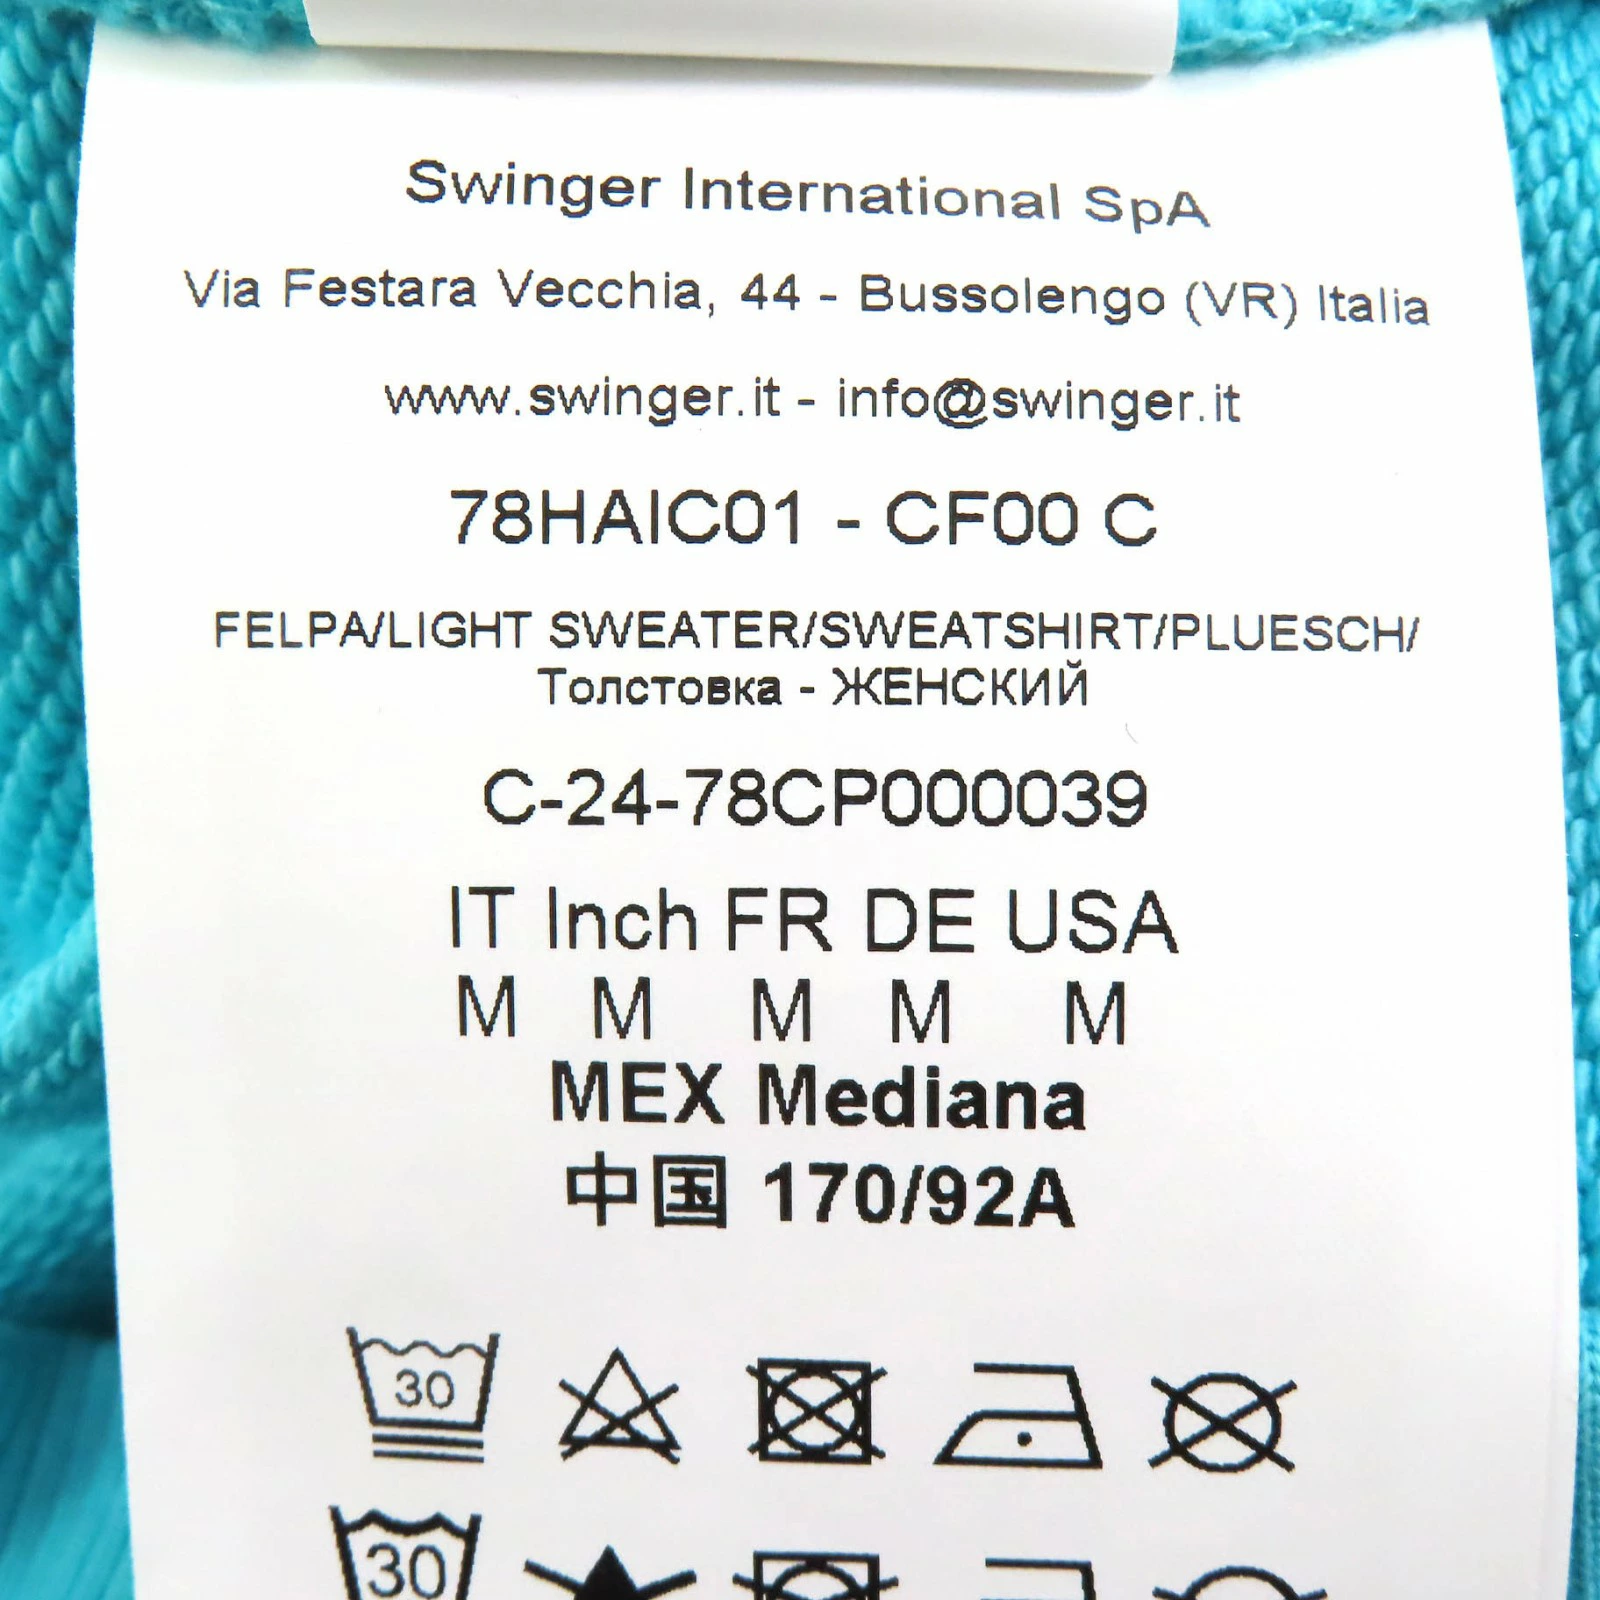 Swinger International SpA
Via Festara Vecchia, 44 - Bussolengo (VR) Italia
www.swinger.it - info@swinger.it
78HAIC01 - CF00 C
FELPA/LIGHT SWEATER/SWEATSHIRT/PLUESCH/
Толстовка - ЖЕНСКИЙ
C-24-78CP000039
IT Inch FR DE USA
M M M M M
MEX Mediana
中国 170/92A
30
30